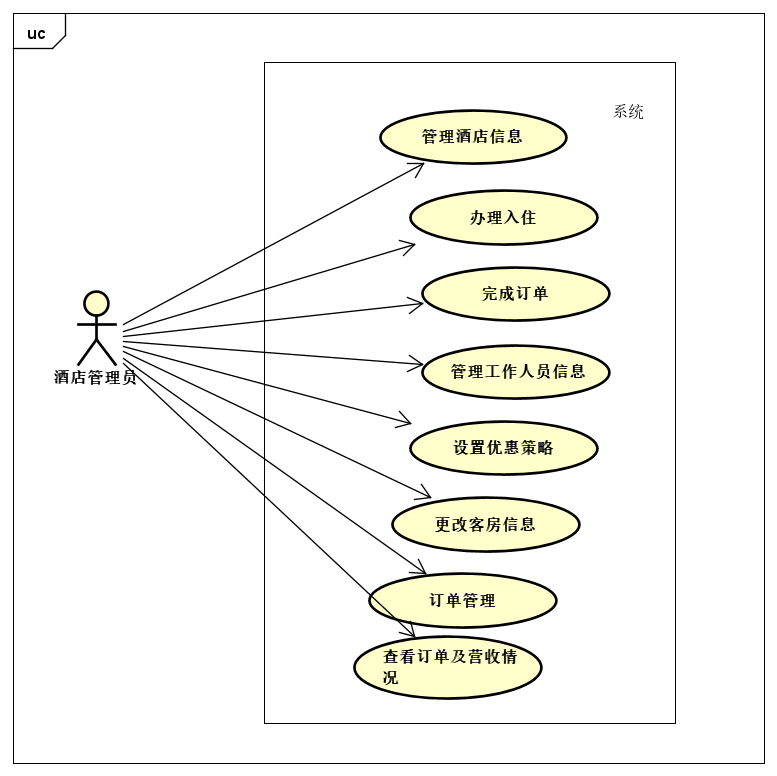 uc
系统
管理酒店信息
办理入住
完成订单
管理工作人员信息
酒店管理员
设置优惠策略
更改客房信息
订单管理
查看订单及营收情
况